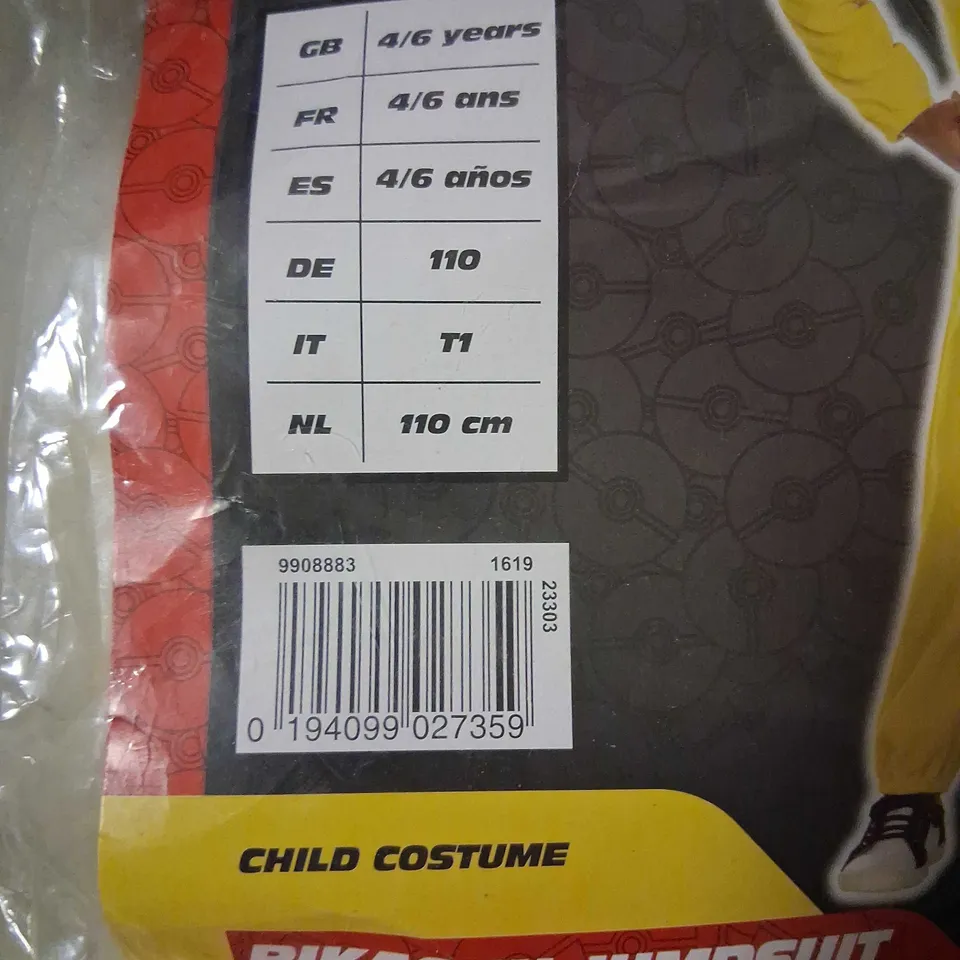 GB 4/6 years
FR 4/6 ans
ES 4/6 años
DE 110
IT T1
NL 110 cm
9908883 1619
23303
0 194099 027359
CHILD COSTUME
JUMPSUIT